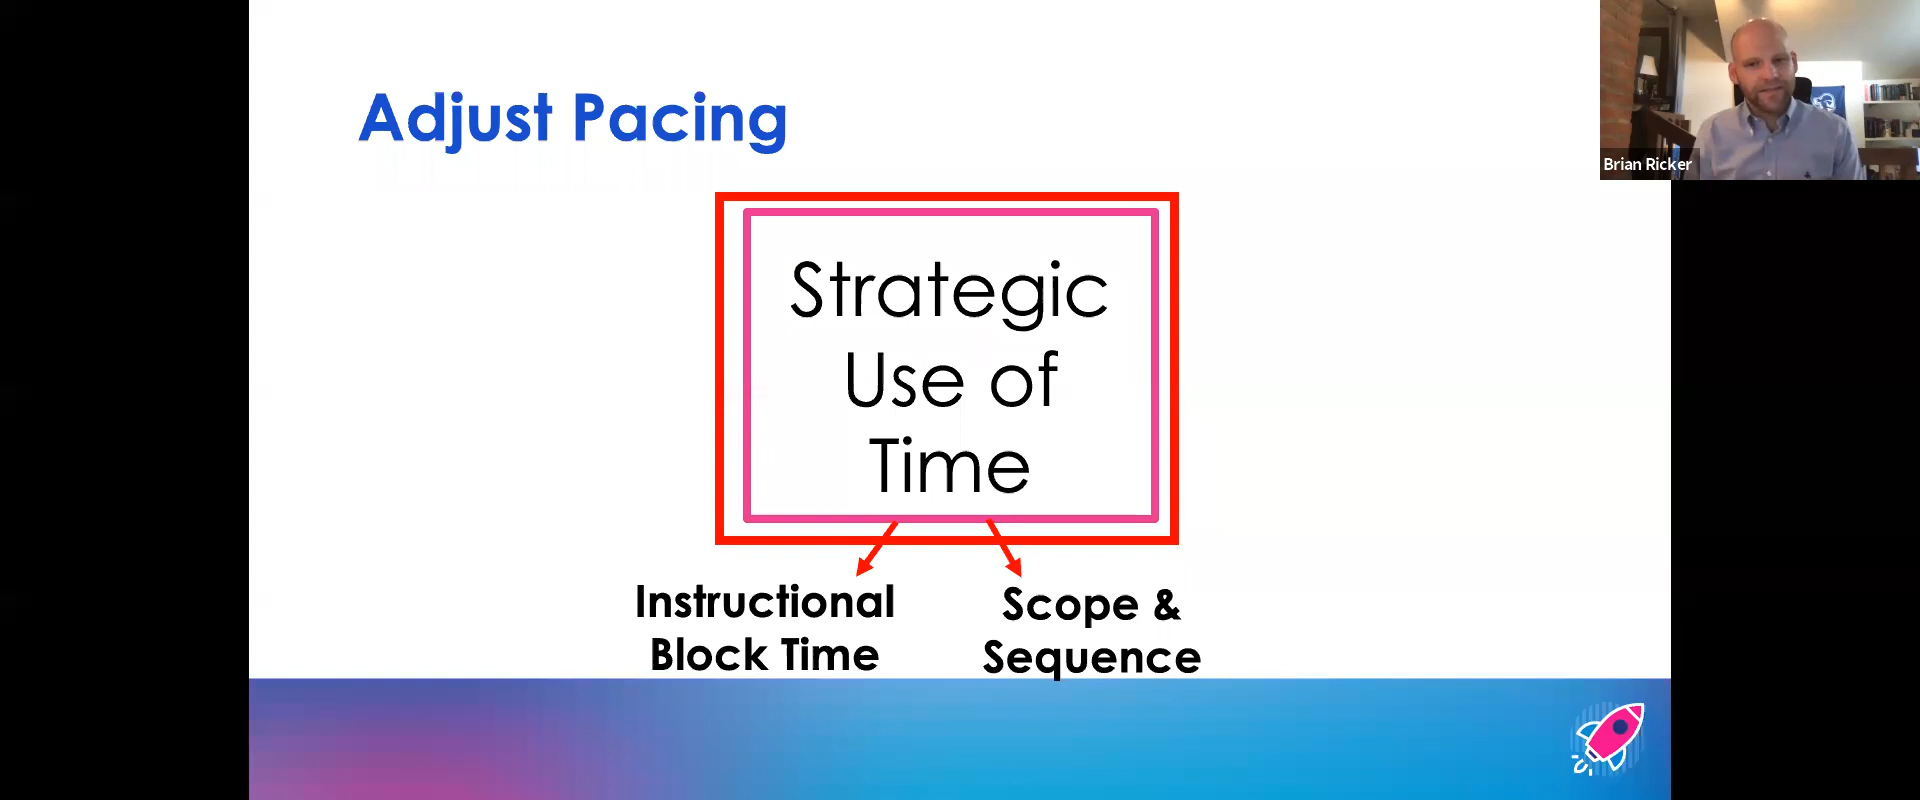 Adjust Pacing
Brian Ricker
Strategic
Use of
Time
Instructional
Block Time
Scope &
Sequence